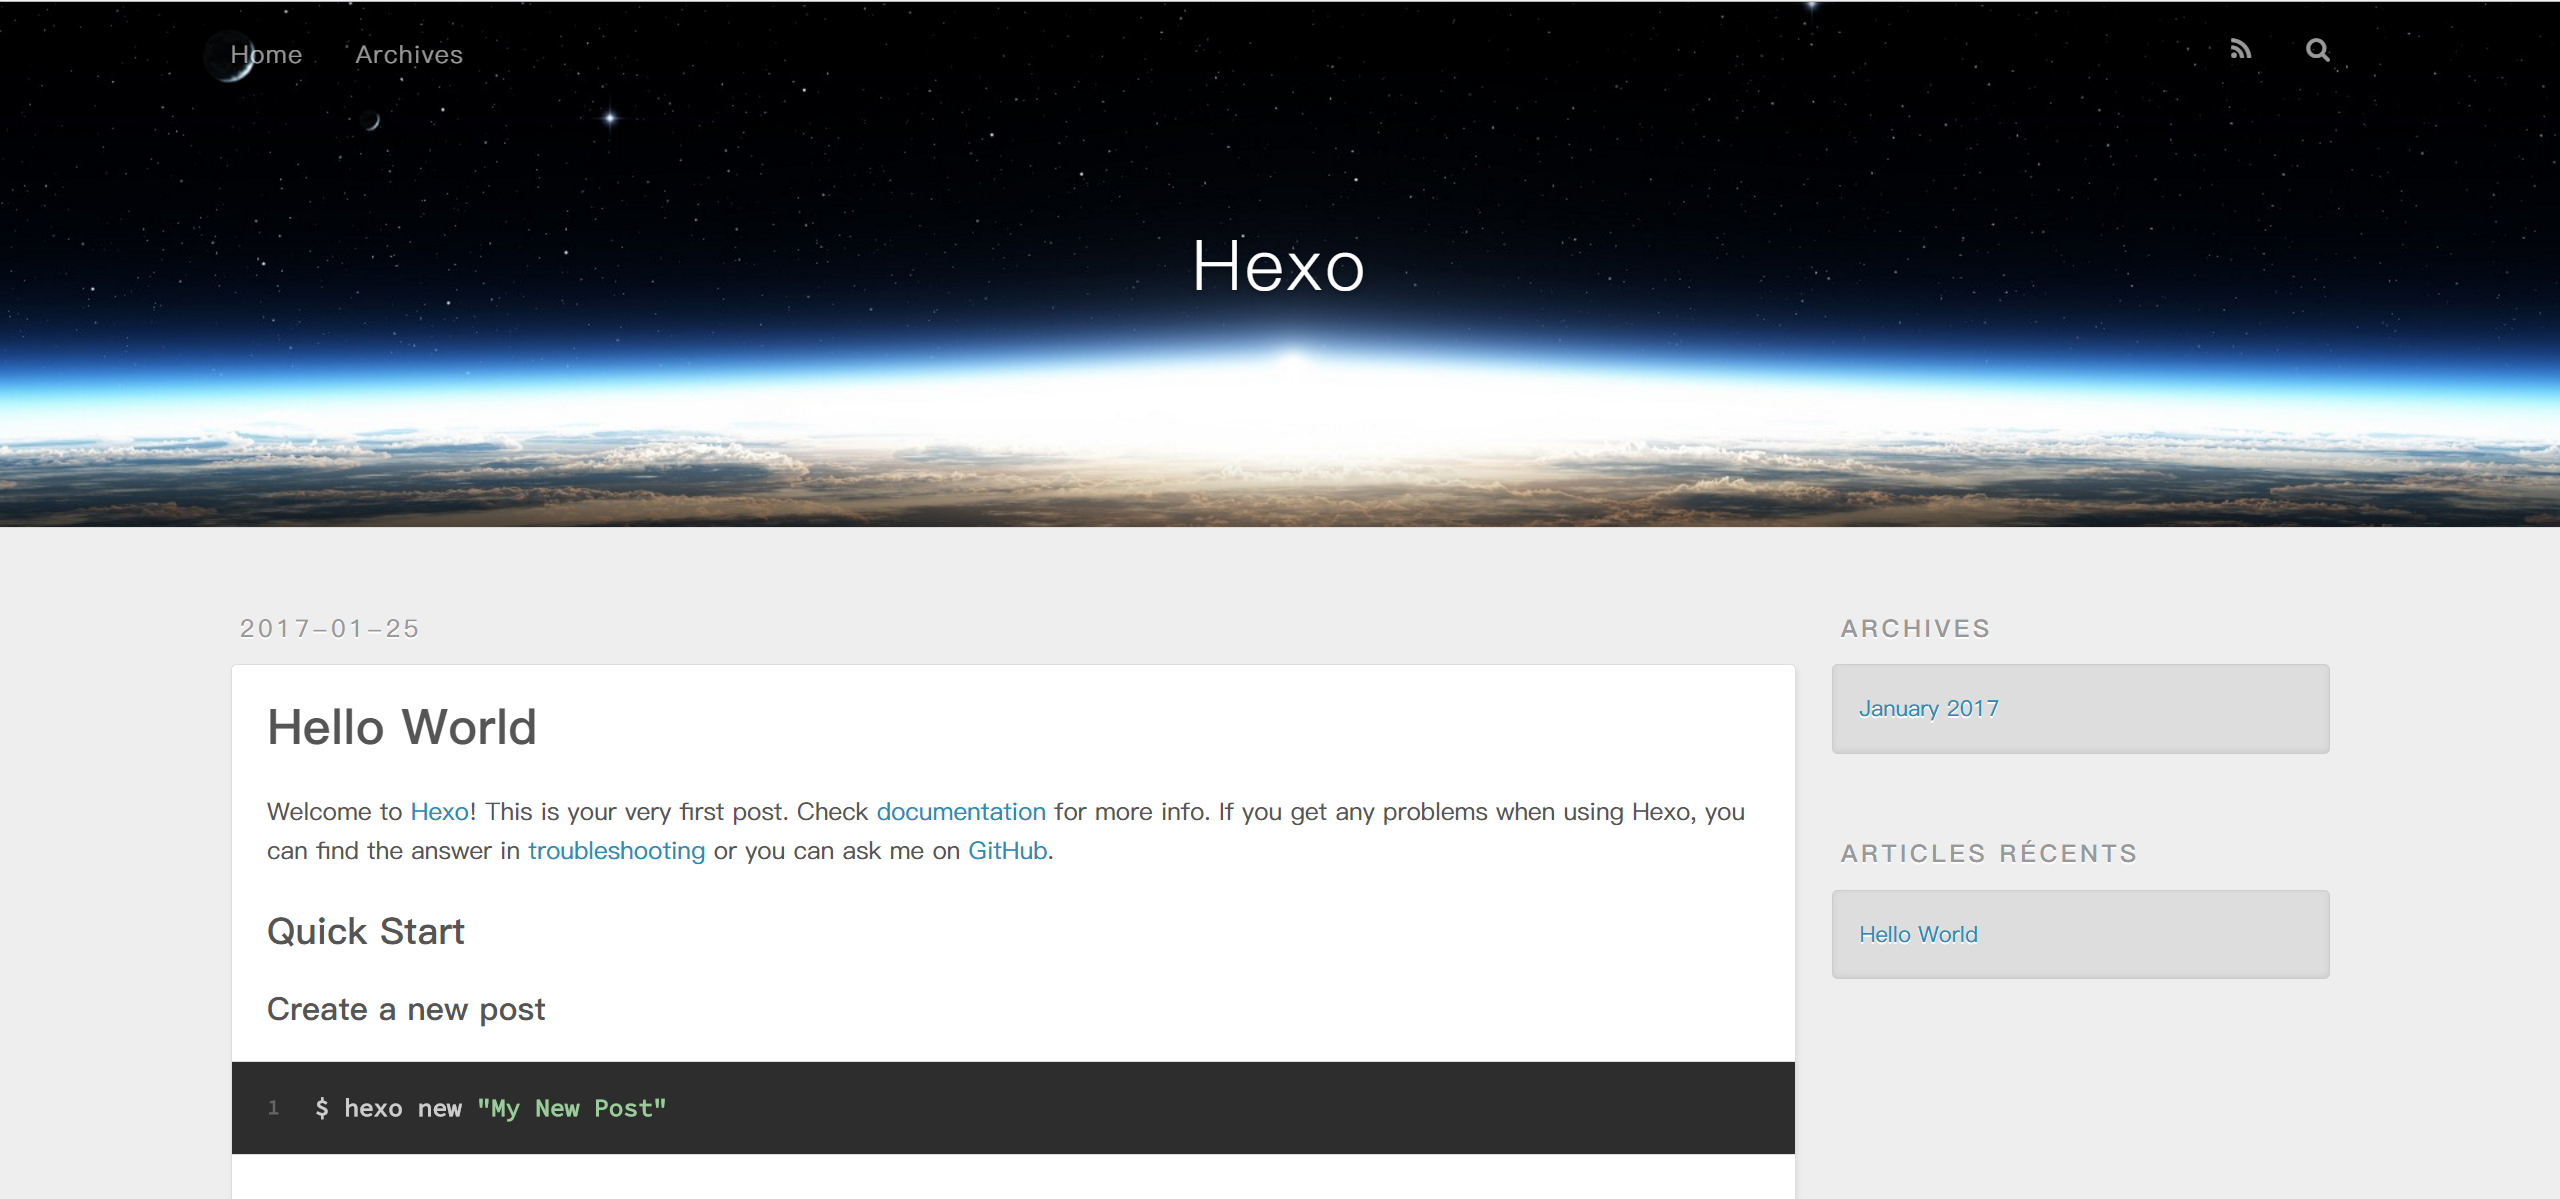 Home Archives
Hexo
2017-01-25
Hello World
Welcome to Hexo! This is your very first post. Check documentation for more info. If you get any problems when using Hexo, you
can find the answer in troubleshooting or you can ask me on GitHub.
Quick Start
Create a new post
1 $ hexo new "My New Post"
ARCHIVES
January 2017
ARTICLES RÉCENTS
Hello World